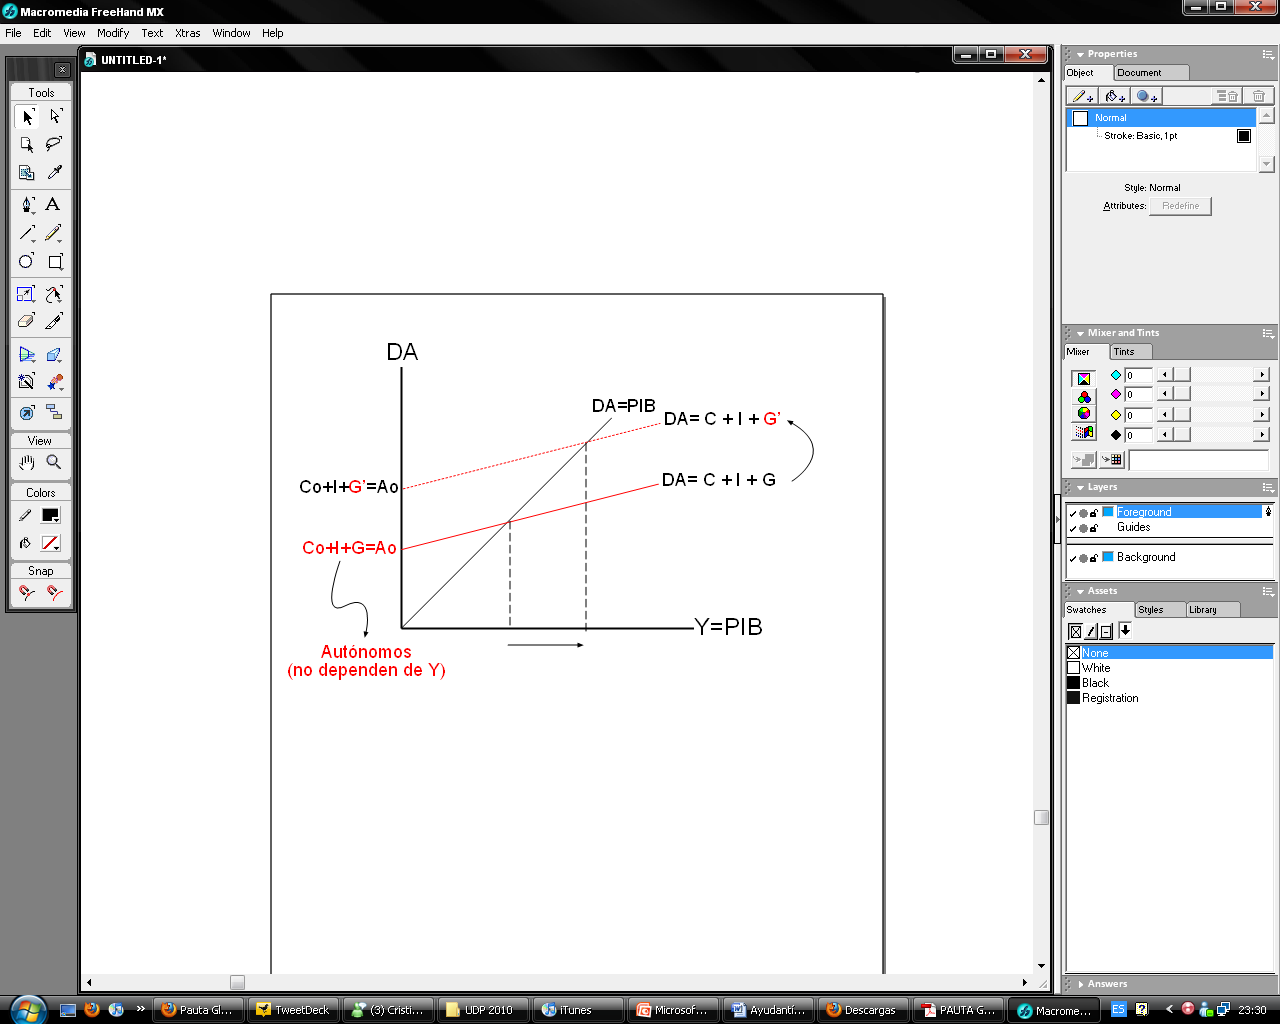 Macromedia FreeHand MX
File Edit View Modify Text Xtras Window Help
UNTITLED-1*
Tools
View
Colors
Snap
DA
DA=PIB
DA= C + I + G'
Co+I+G'=Ao
DA= C + I + G
Co+I+G=Ao
Y=PIB
Autónomos
(no dependen de Y)
Properties
Object Document
Normal
Stroke: Basic, 1pt
Style: Normal
Attributes: Redefine
Mixer and Tints
Mixer Tints
0
0
0
0
Layers
Foreground
Guides
Background
Assets
Swatches Styles Library
None
White
Black
Registration
Answers
Pauta Gl... TweetDeck (3) Cristi... UDP 2010 iTunes Microsof... Ayudantí... Descargas PAUTA G... Macrome... ES 23:30